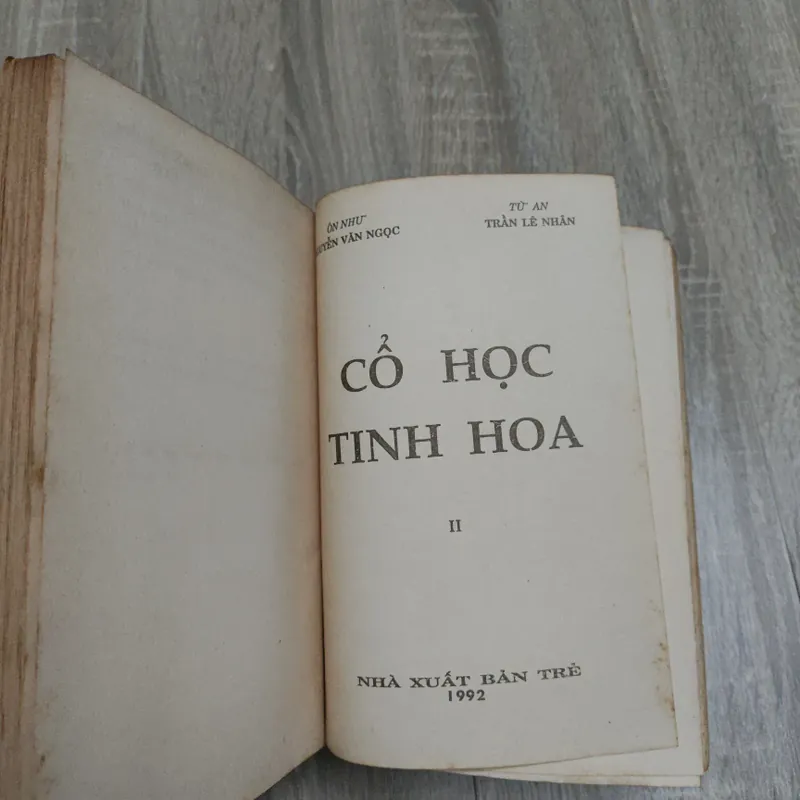 ÔN NHƯ
TỪ AN
VĂN NGỌC
TRẦN LÊ NHÂN
CỔ HỌC
TINH HOA
II
NHÀ XUẤT BẢN TRẺ
1992